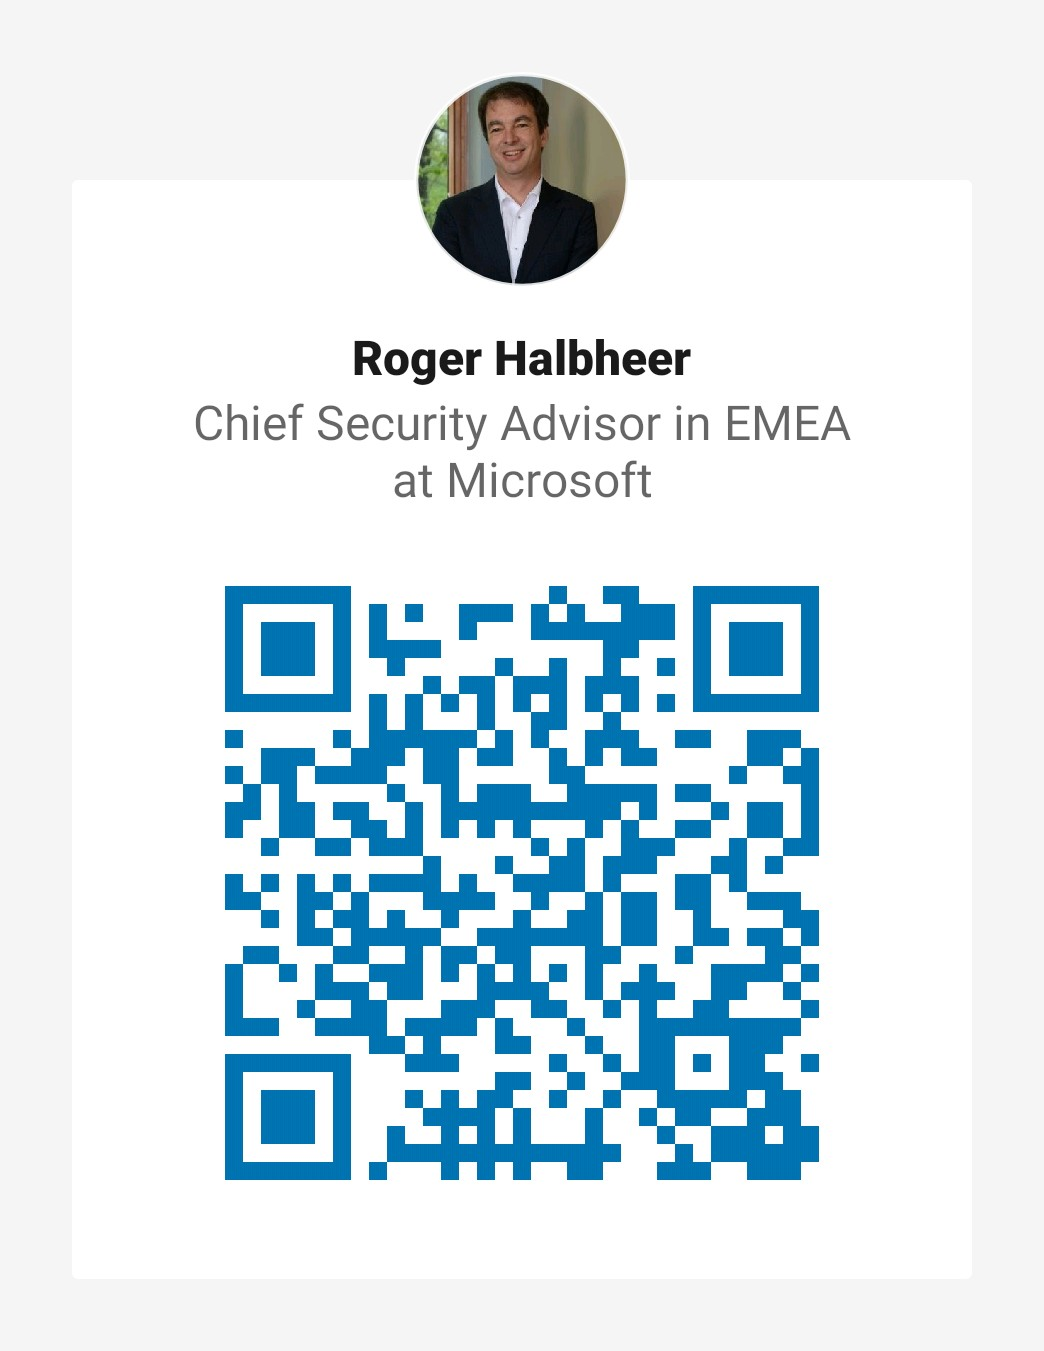 Roger Halbheer
Chief Security Advisor in EMEA
at Microsoft